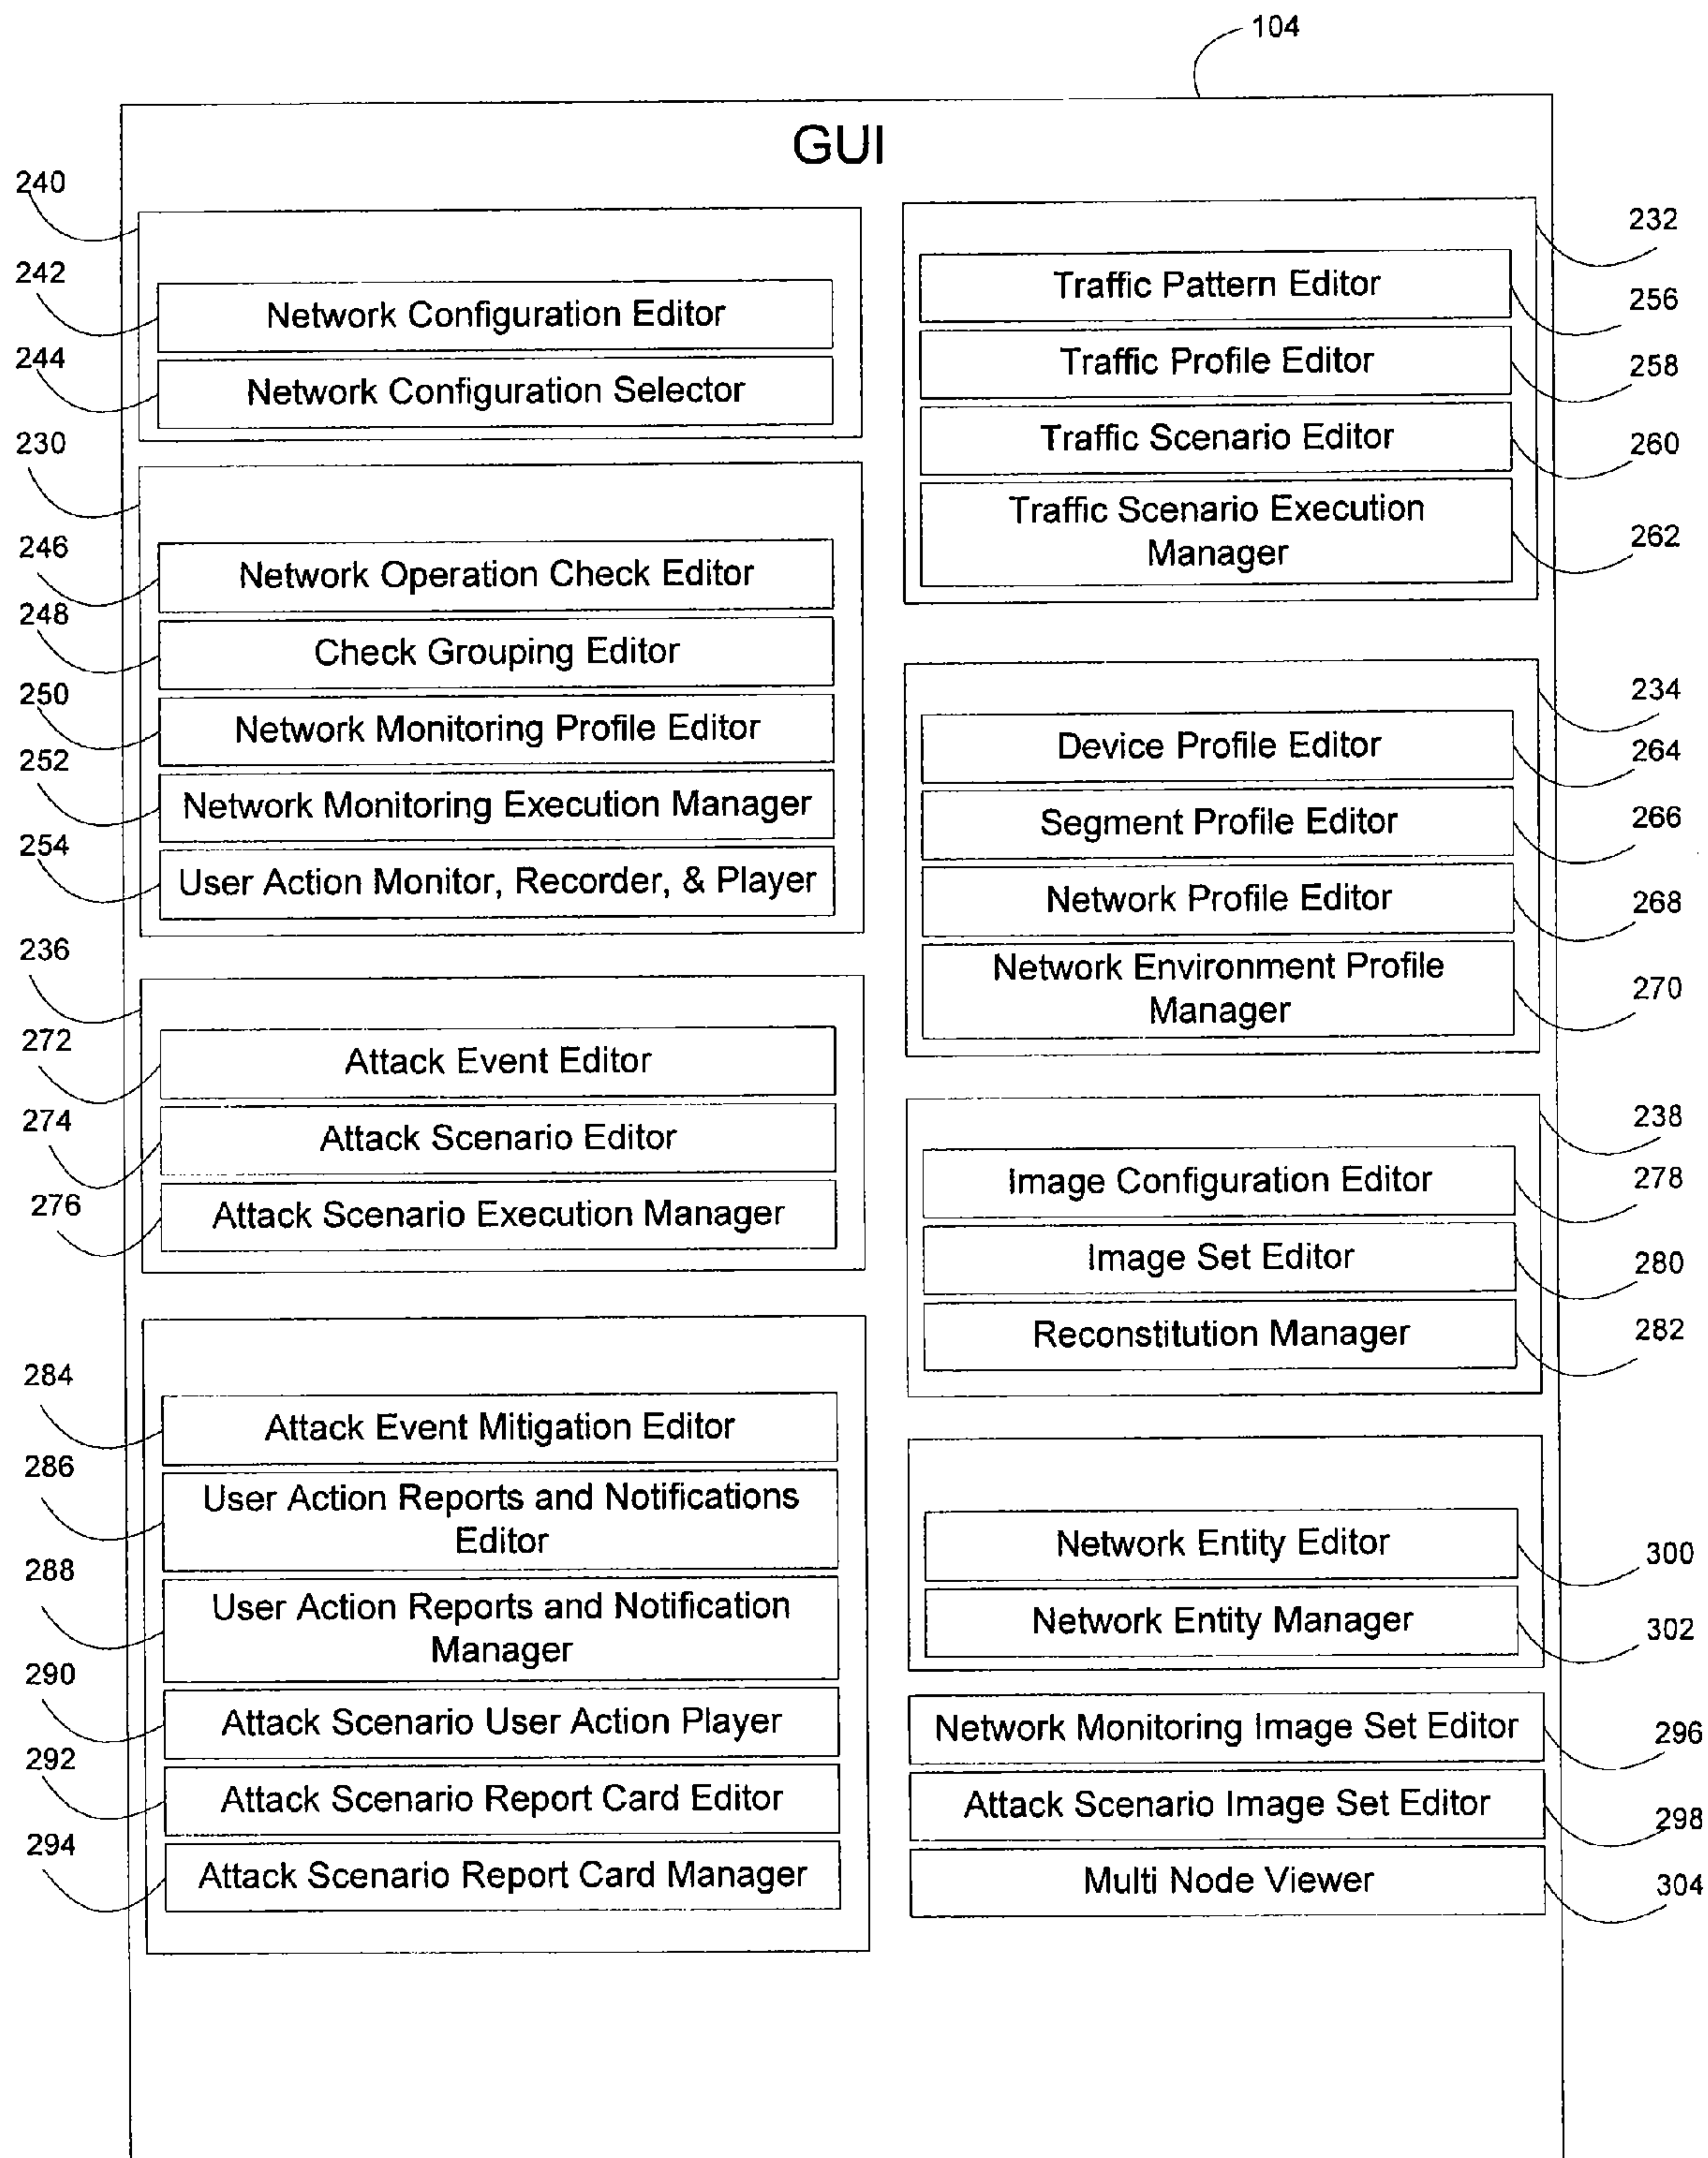 104
GUI
240
242
Network Configuration Editor
244
Network Configuration Selector
230
246
Network Operation Check Editor
248
Check Grouping Editor
250
Network Monitoring Profile Editor
252
Network Monitoring Execution Manager
254
User Action Monitor, Recorder, & Player
236
272
Attack Event Editor
274
Attack Scenario Editor
276
Attack Scenario Execution Manager
284
Attack Event Mitigation Editor
286
User Action Reports and Notifications
Editor
288
User Action Reports and Notification
Manager
290
Attack Scenario User Action Player
292
Attack Scenario Report Card Editor
294
Attack Scenario Report Card Manager
232
Traffic Pattern Editor
256
Traffic Profile Editor
258
Traffic Scenario Editor
260
Traffic Scenario Execution
Manager
262
234
Device Profile Editor
264
Segment Profile Editor
266
Network Profile Editor
268
Network Environment Profile
Manager
270
238
Image Configuration Editor
278
Image Set Editor
280
Reconstitution Manager
282
Network Entity Editor
300
Network Entity Manager
302
Network Monitoring Image Set Editor
296
Attack Scenario Image Set Editor
298
Multi Node Viewer
304